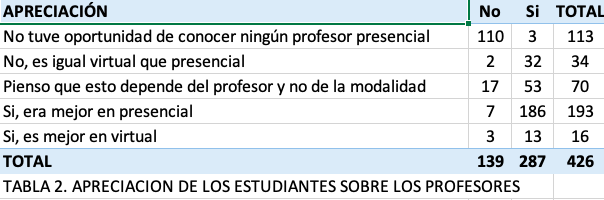 APRECIACIÓN No Si TOTAL
No tuve oportunidad de conocer ningún profesor presencial 110 3 113
No, es igual virtual que presencial 2 32 34
Pienso que esto depende del profesor y no de la modalidad 17 53 70
Si, era mejor en presencial 7 186 193
Si, es mejor en virtual 3 13 16
TOTAL 139 287 426
TABLA 2. APRECIACION DE LOS ESTUDIANTES SOBRE LOS PROFESORES